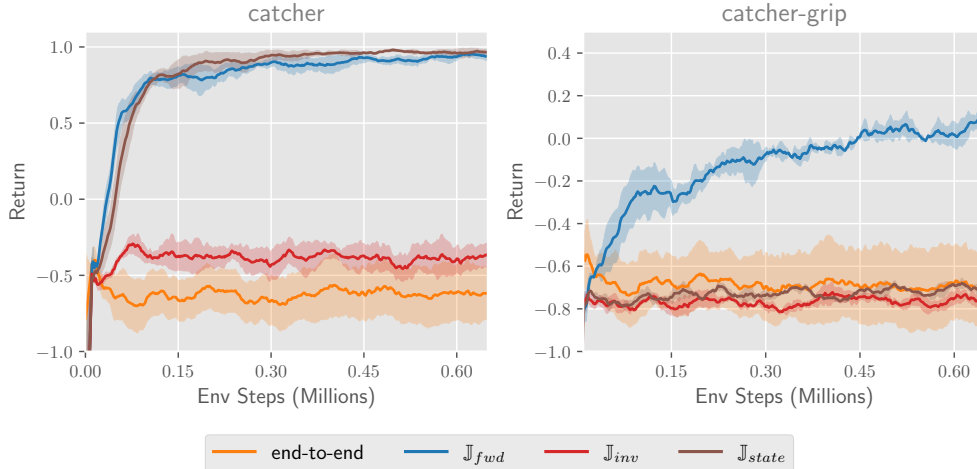 catcher
1.0
0.5
0.0
−0.5
−1.0
Return
0.00
0.15
0.30
0.45
0.60
Env Steps (Millions)
catcher-grip
0.4
0.2
0.0
−0.2
−0.4
−0.6
−0.8
−1.0
Return
0.15
0.30
0.45
0.60
Env Steps (Millions)
end-to-end
𝕁fwd
𝕁inv
𝕁state